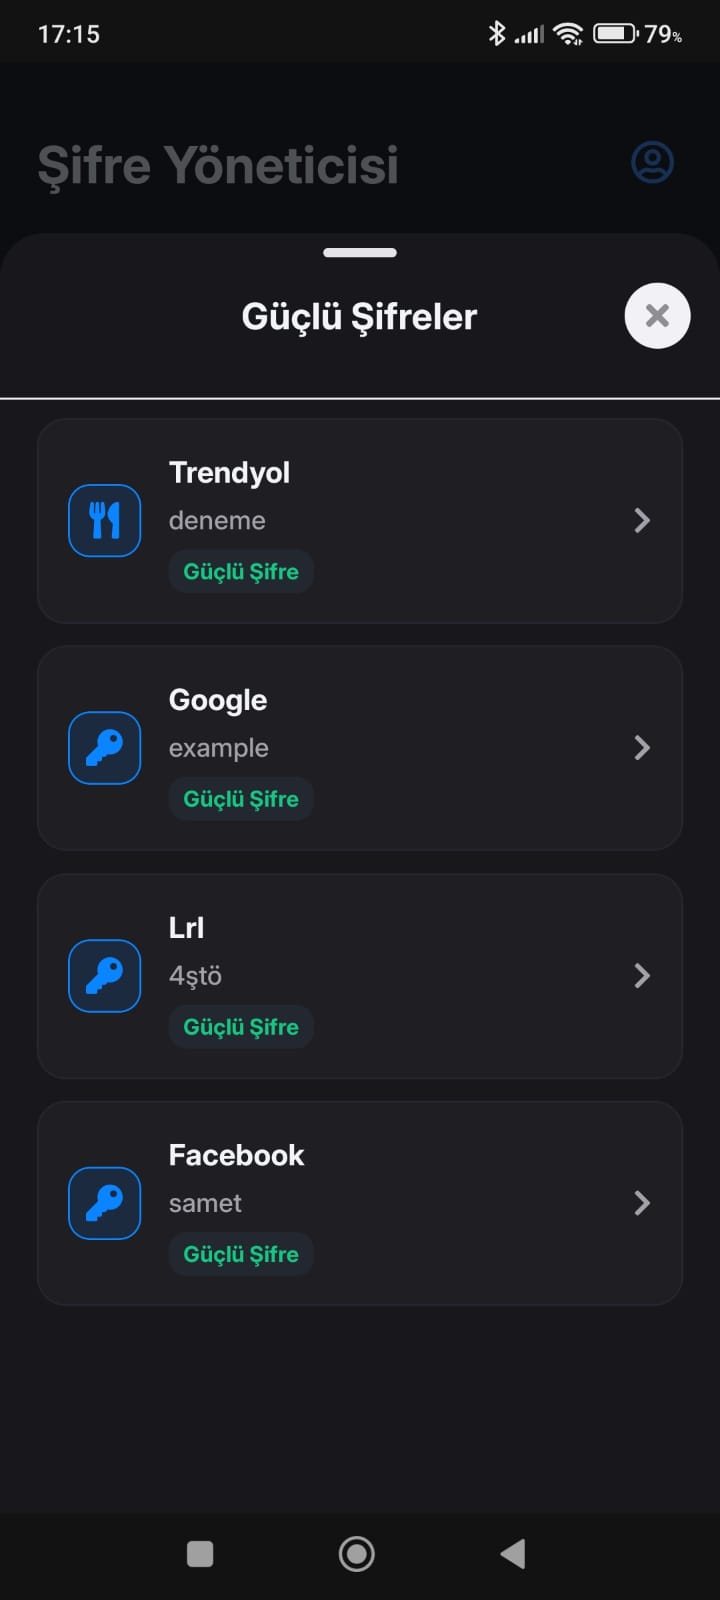 17:15
79%
Şifre Yöneticisi
Güçlü Şifreler
Trendyol
deneme
Güçlü Şifre
Google
example
Güçlü Şifre
Lrl
4ştö
Güçlü Şifre
Facebook
samet
Güçlü Şifre